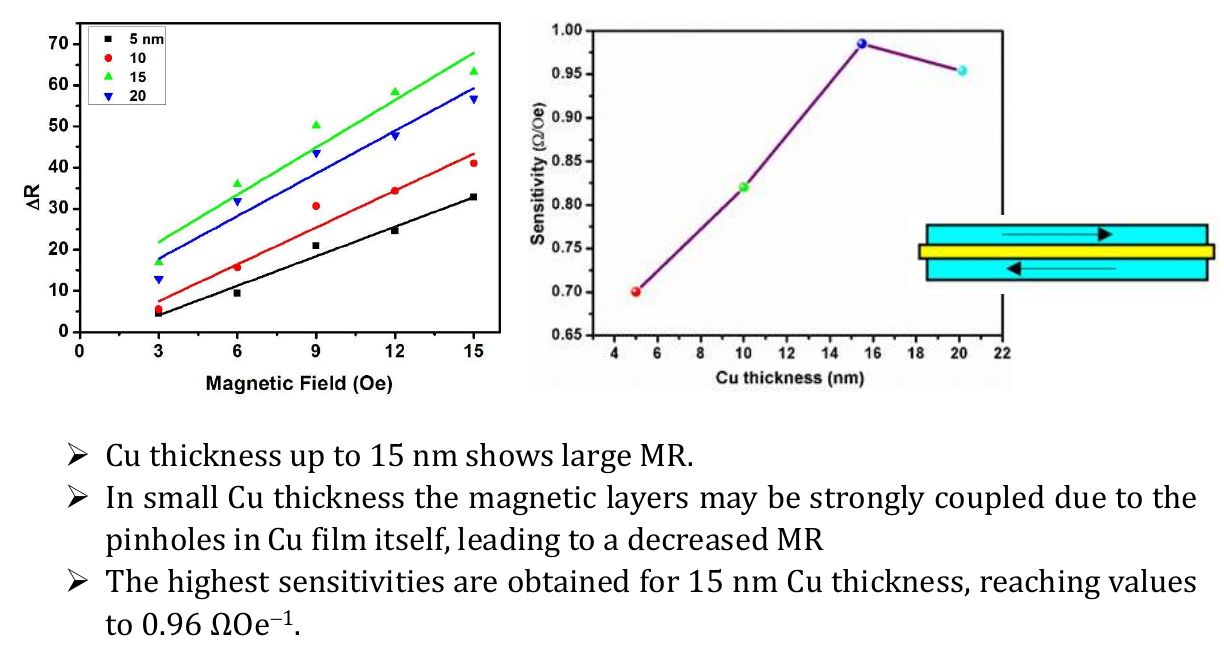 70
60
50
40
30
20
10
0
ΔR
5 nm
10
15
20
0 3 6 9 12 15
Magnetic Field (Oe)
1.00
0.95
0.90
0.85
0.80
0.75
0.70
0.65
Sensitivity (Ω/Oe)
4 6 8 10 12 14 16 18 20 22
Cu thickness (nm)
➢ Cu thickness up to 15 nm shows large MR.
➢ In small Cu thickness the magnetic layers may be strongly coupled due to the
pinholes in Cu film itself, leading to a decreased MR
➢ The highest sensitivities are obtained for 15 nm Cu thickness, reaching values
to 0.96 ΩOe⁻¹.